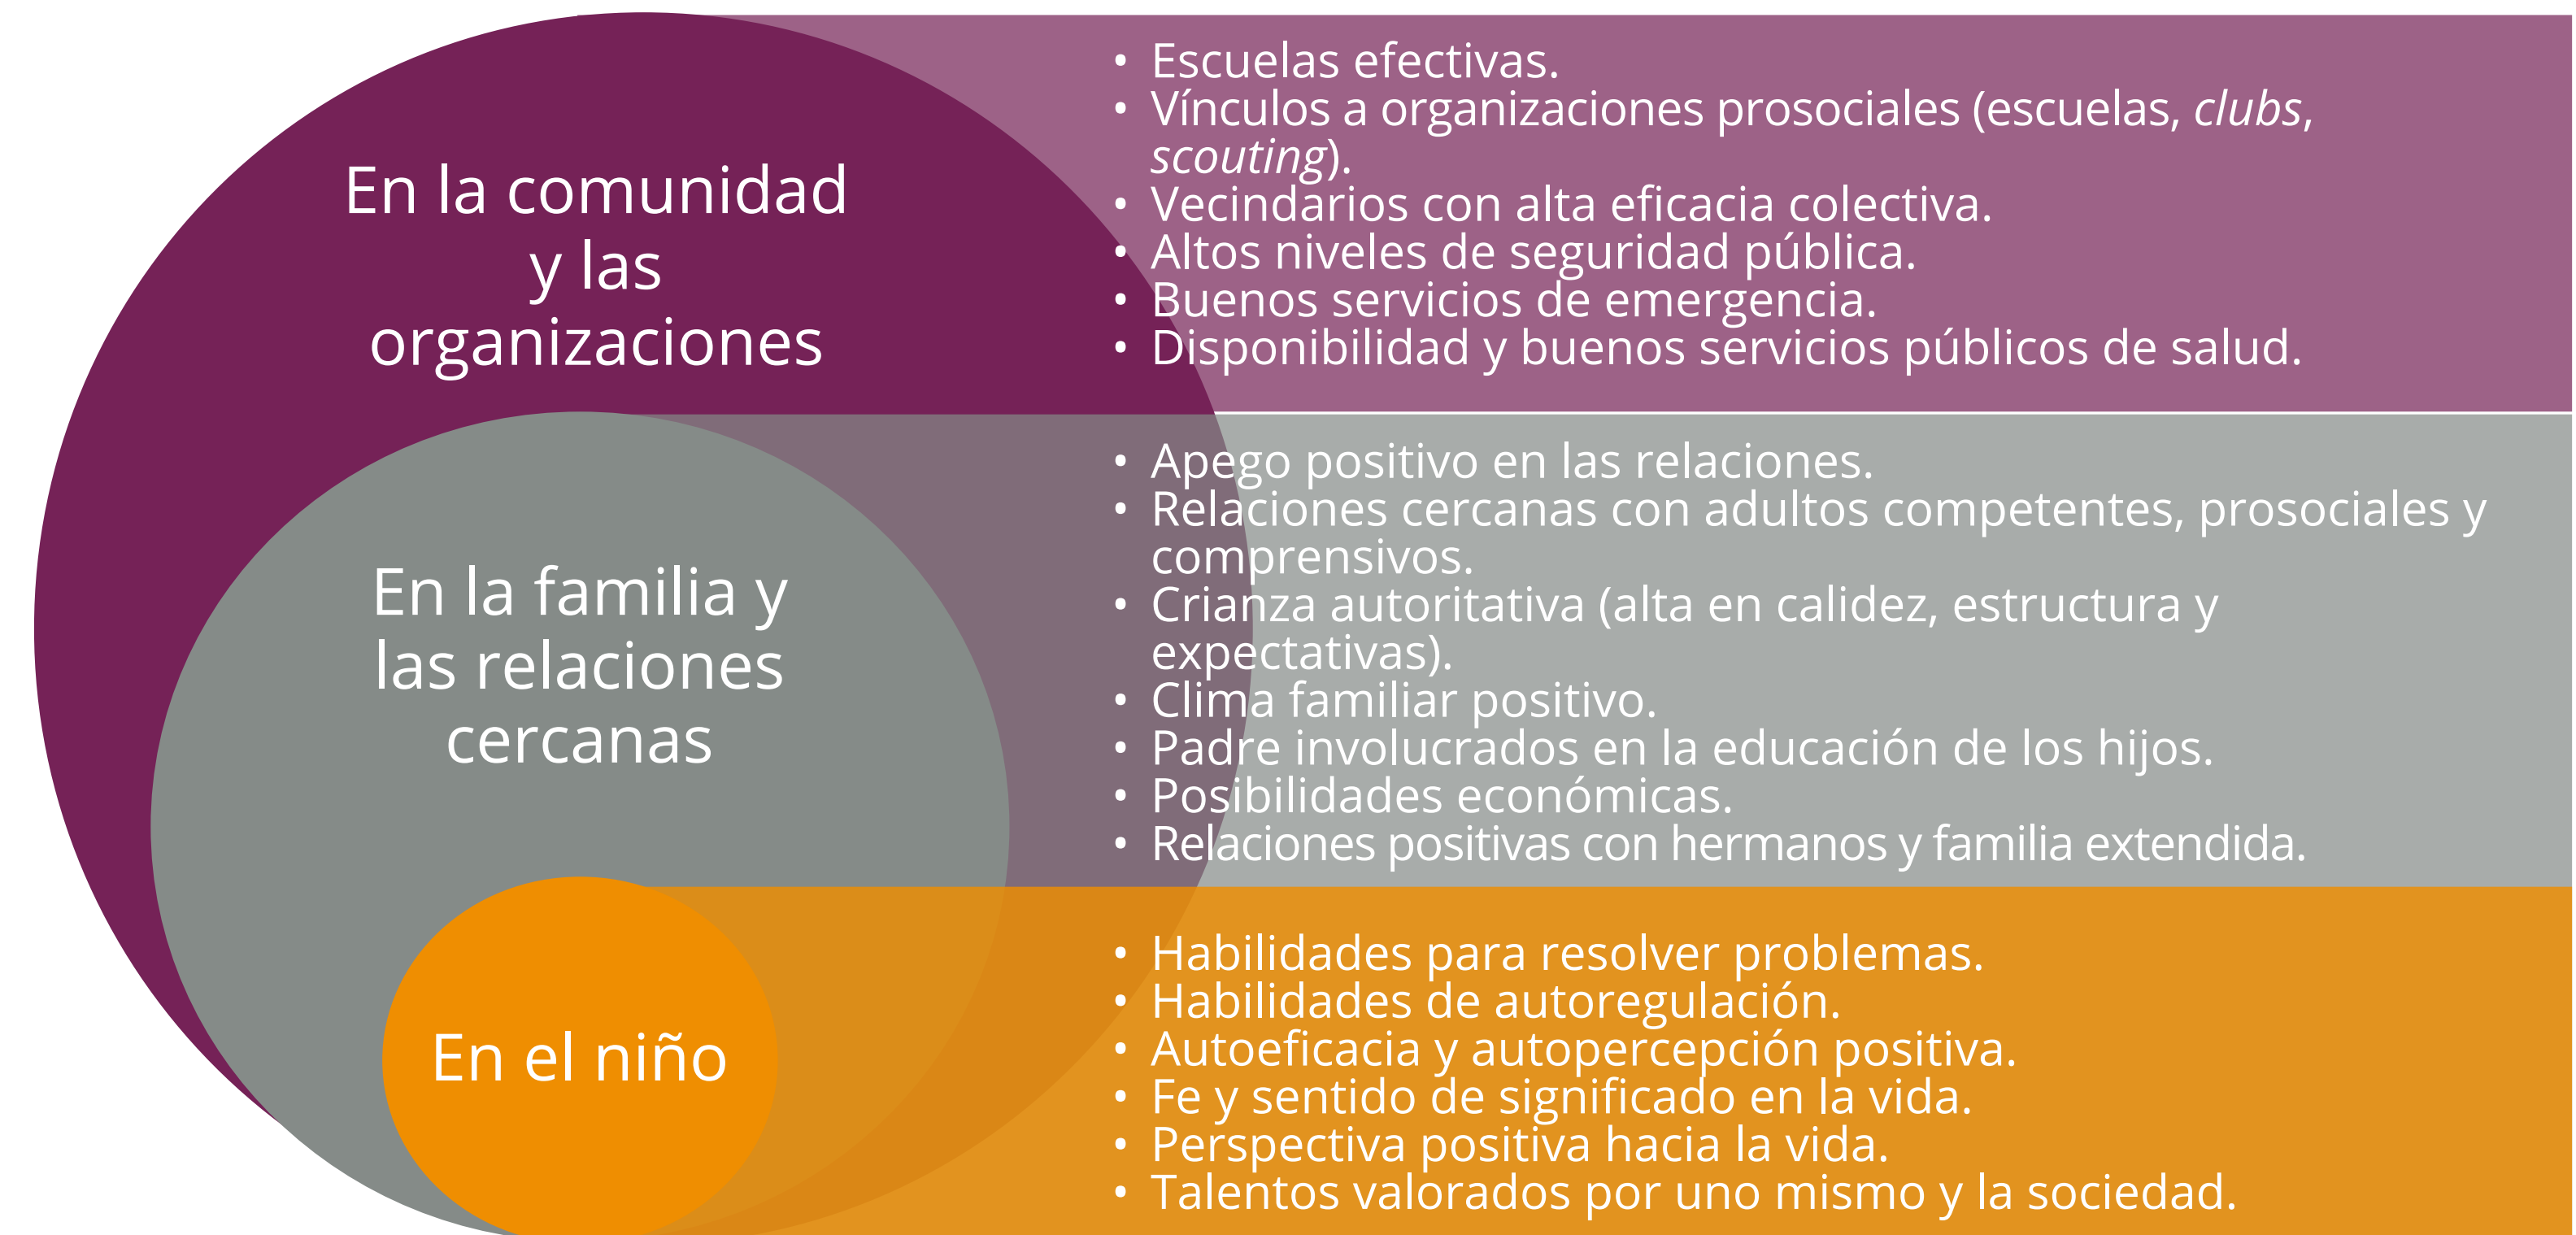 En la comunidad
y las
organizaciones
• Escuelas efectivas.
• Vínculos a organizaciones prosociales (escuelas, clubs,
scouting).
• Vecindarios con alta eficacia colectiva.
• Altos niveles de seguridad pública.
• Buenos servicios de emergencia.
• Disponibilidad y buenos servicios públicos de salud.
En la familia y
las relaciones
cercanas
• Apego positivo en las relaciones.
• Relaciones cercanas con adultos competentes, prosociales y
comprensivos.
• Crianza autoritativa (alta en calidez, estructura y
expectativas).
• Clima familiar positivo.
• Padre involucrados en la educación de los hijos.
• Posibilidades económicas.
• Relaciones positivas con hermanos y familia extendida.
En el niño
• Habilidades para resolver problemas.
• Habilidades de autoregulación.
• Autoeficacia y autopercepción positiva.
• Fe y sentido de significado en la vida.
• Perspectiva positiva hacia la vida.
• Talentos valorados por uno mismo y la sociedad.